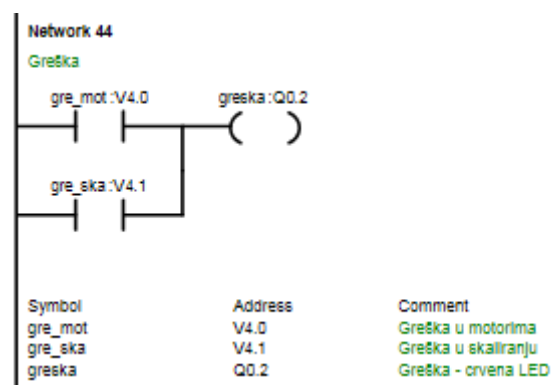 Network 44
Greška
gre_mot:V4.0 greska:Q0.2
gre_ska:V4.1
Symbol Address Comment
gre_mot V4.0 Greška u motorima
gre_ska V4.1 Greška u skaliranju
greska Q0.2 Greška - crvena LED